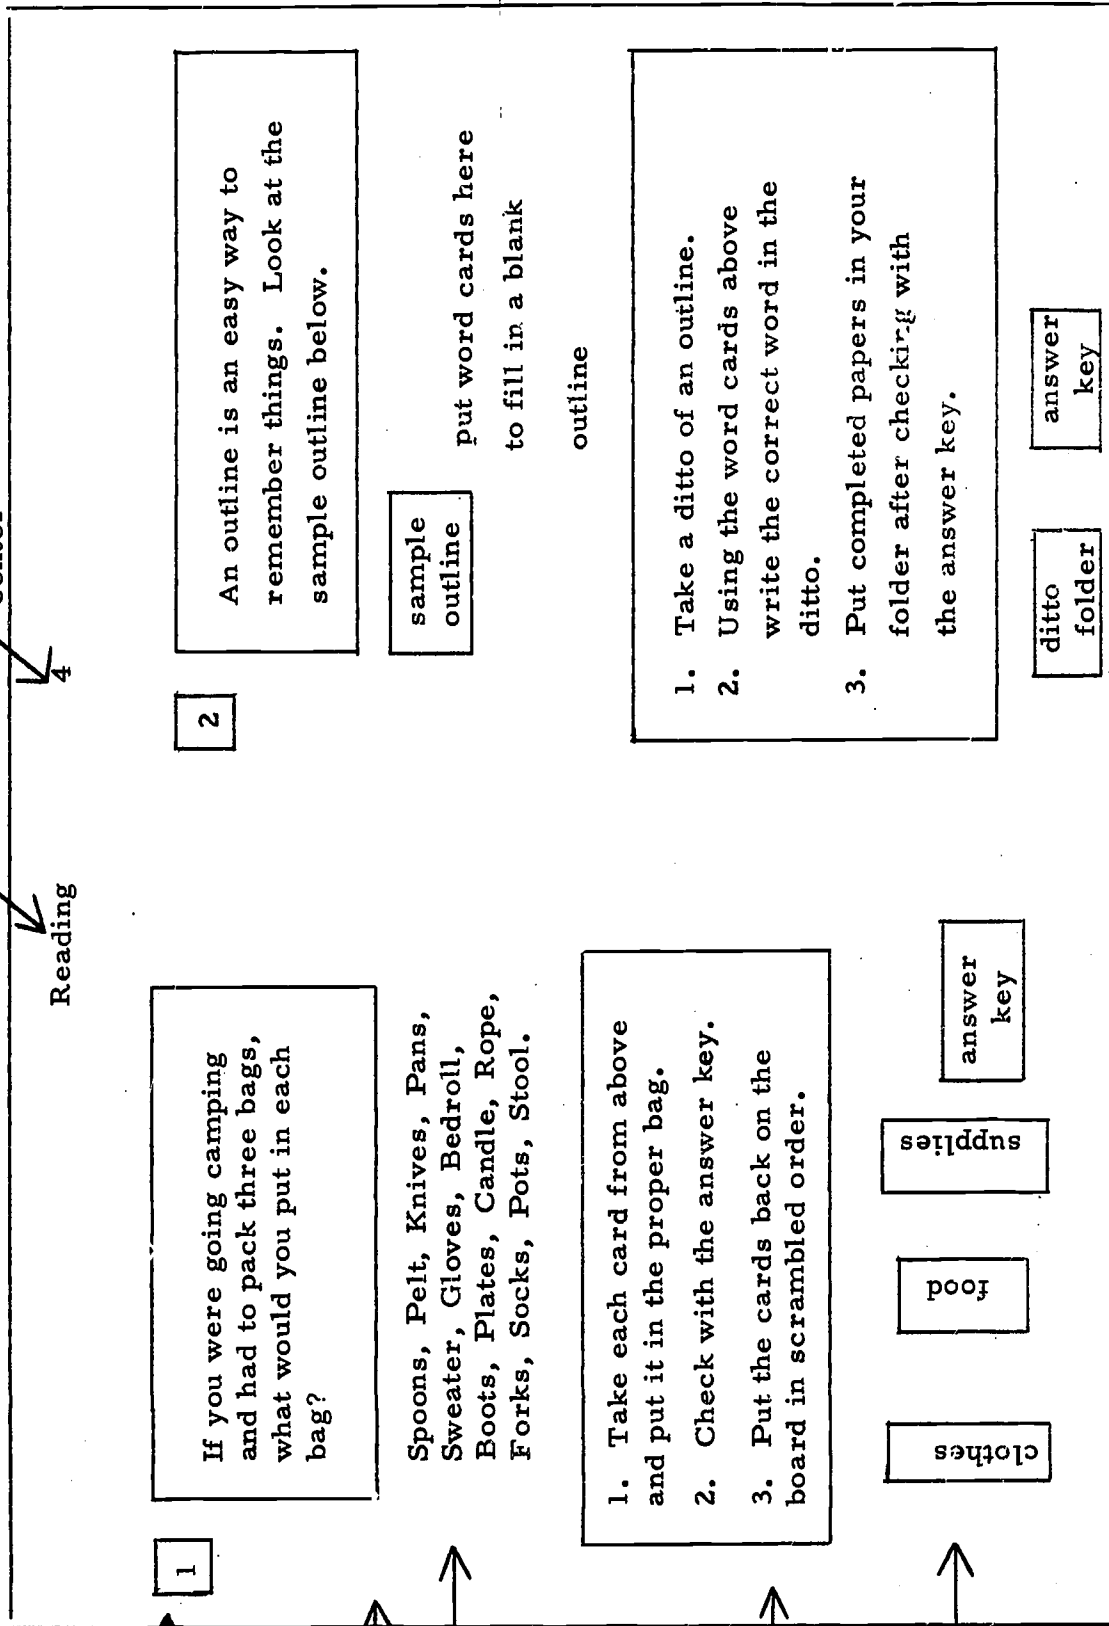 Reading
4
1
If you were going camping
and had to pack three bags,
what would you put in each
bag?
Spoons, Pelt, Knives, Pans,
Sweater, Gloves, Bedroll,
Boots, Plates, Candle, Rope,
Forks, Socks, Pots, Stool.
1. Take each card from above
and put it in the proper bag.
2. Check with the answer key.
3. Put the cards back on the
board in scrambled order.
clothes
food
supplies
answer
key
2
An outline is an easy way to
remember things. Look at the
sample outline below.
sample
outline
put word cards here
to fill in a blank
outline
1. Take a ditto of an outline.
2. Using the word cards above
write the correct word in the
ditto.
3. Put completed papers in your
folder after checking with
the answer key.
ditto
folder
answer
key